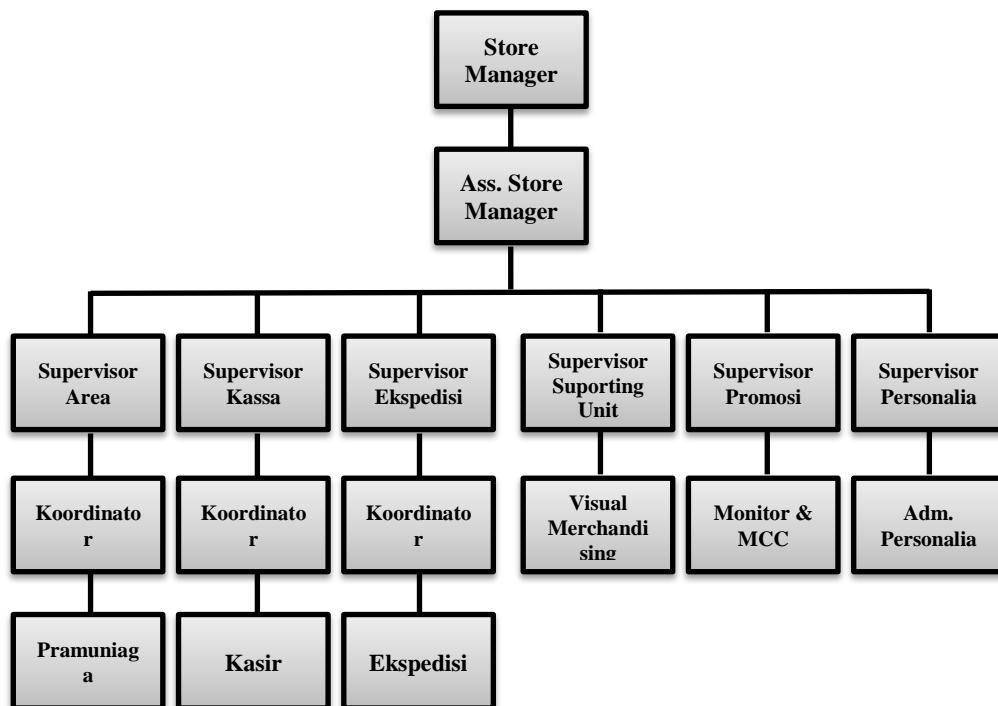 Store
Manager
Ass. Store
Manager
Supervisor
Area
Supervisor
Kassa
Supervisor
Ekspedisi
Supervisor
Suporting
Unit
Supervisor
Promosi
Supervisor
Personalia
Koordinato
r
Koordinato
r
Koordinato
r
Visual
Merchandi
sing
Monitor &
MCC
Adm.
Personalia
Pramuniag
a
Kasir
Ekspedisi